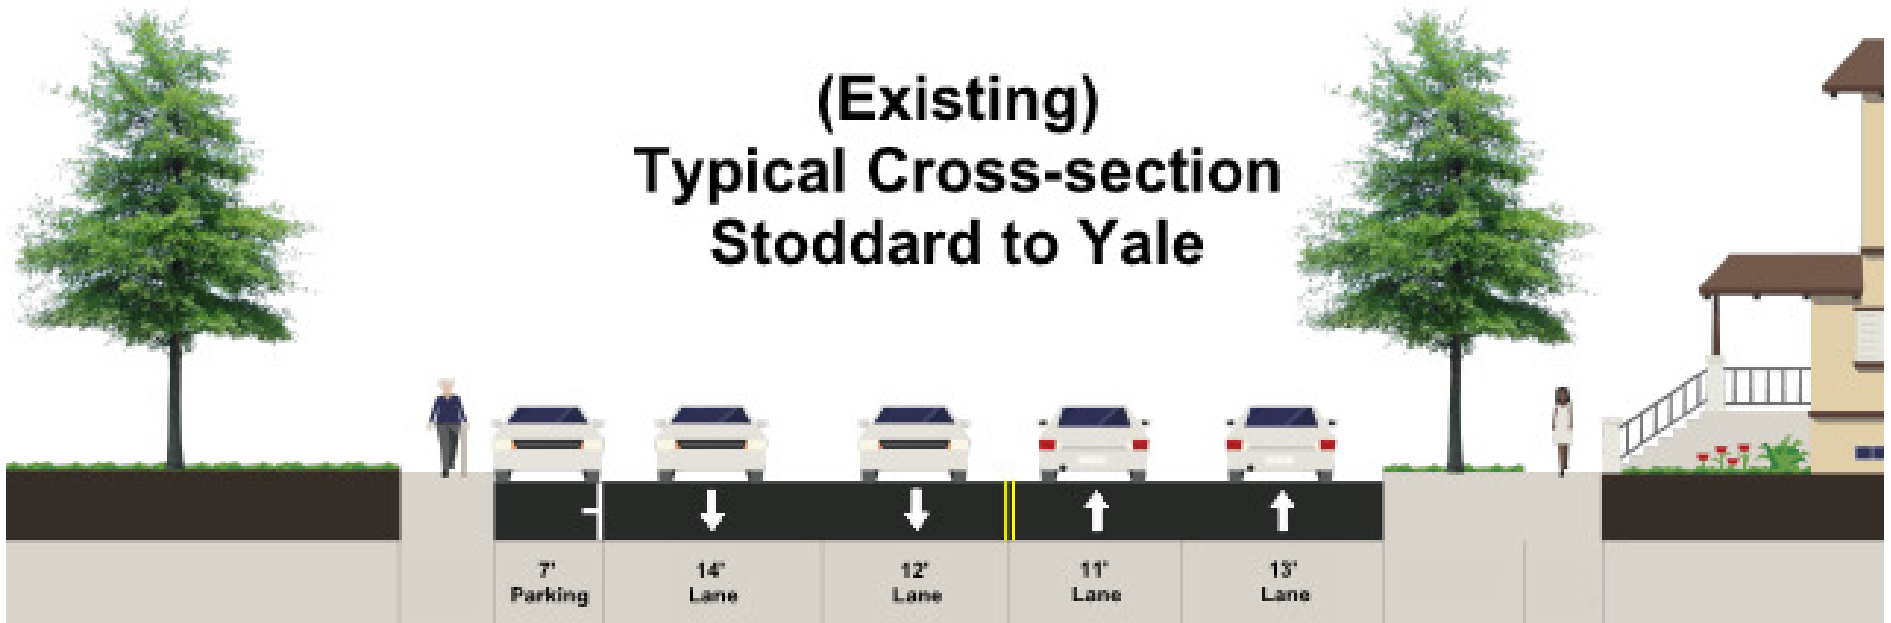 (Existing)
Typical Cross-section
Stoddard to Yale
7'
Parking
14'
Lane
12'
Lane
11'
Lane
13'
Lane